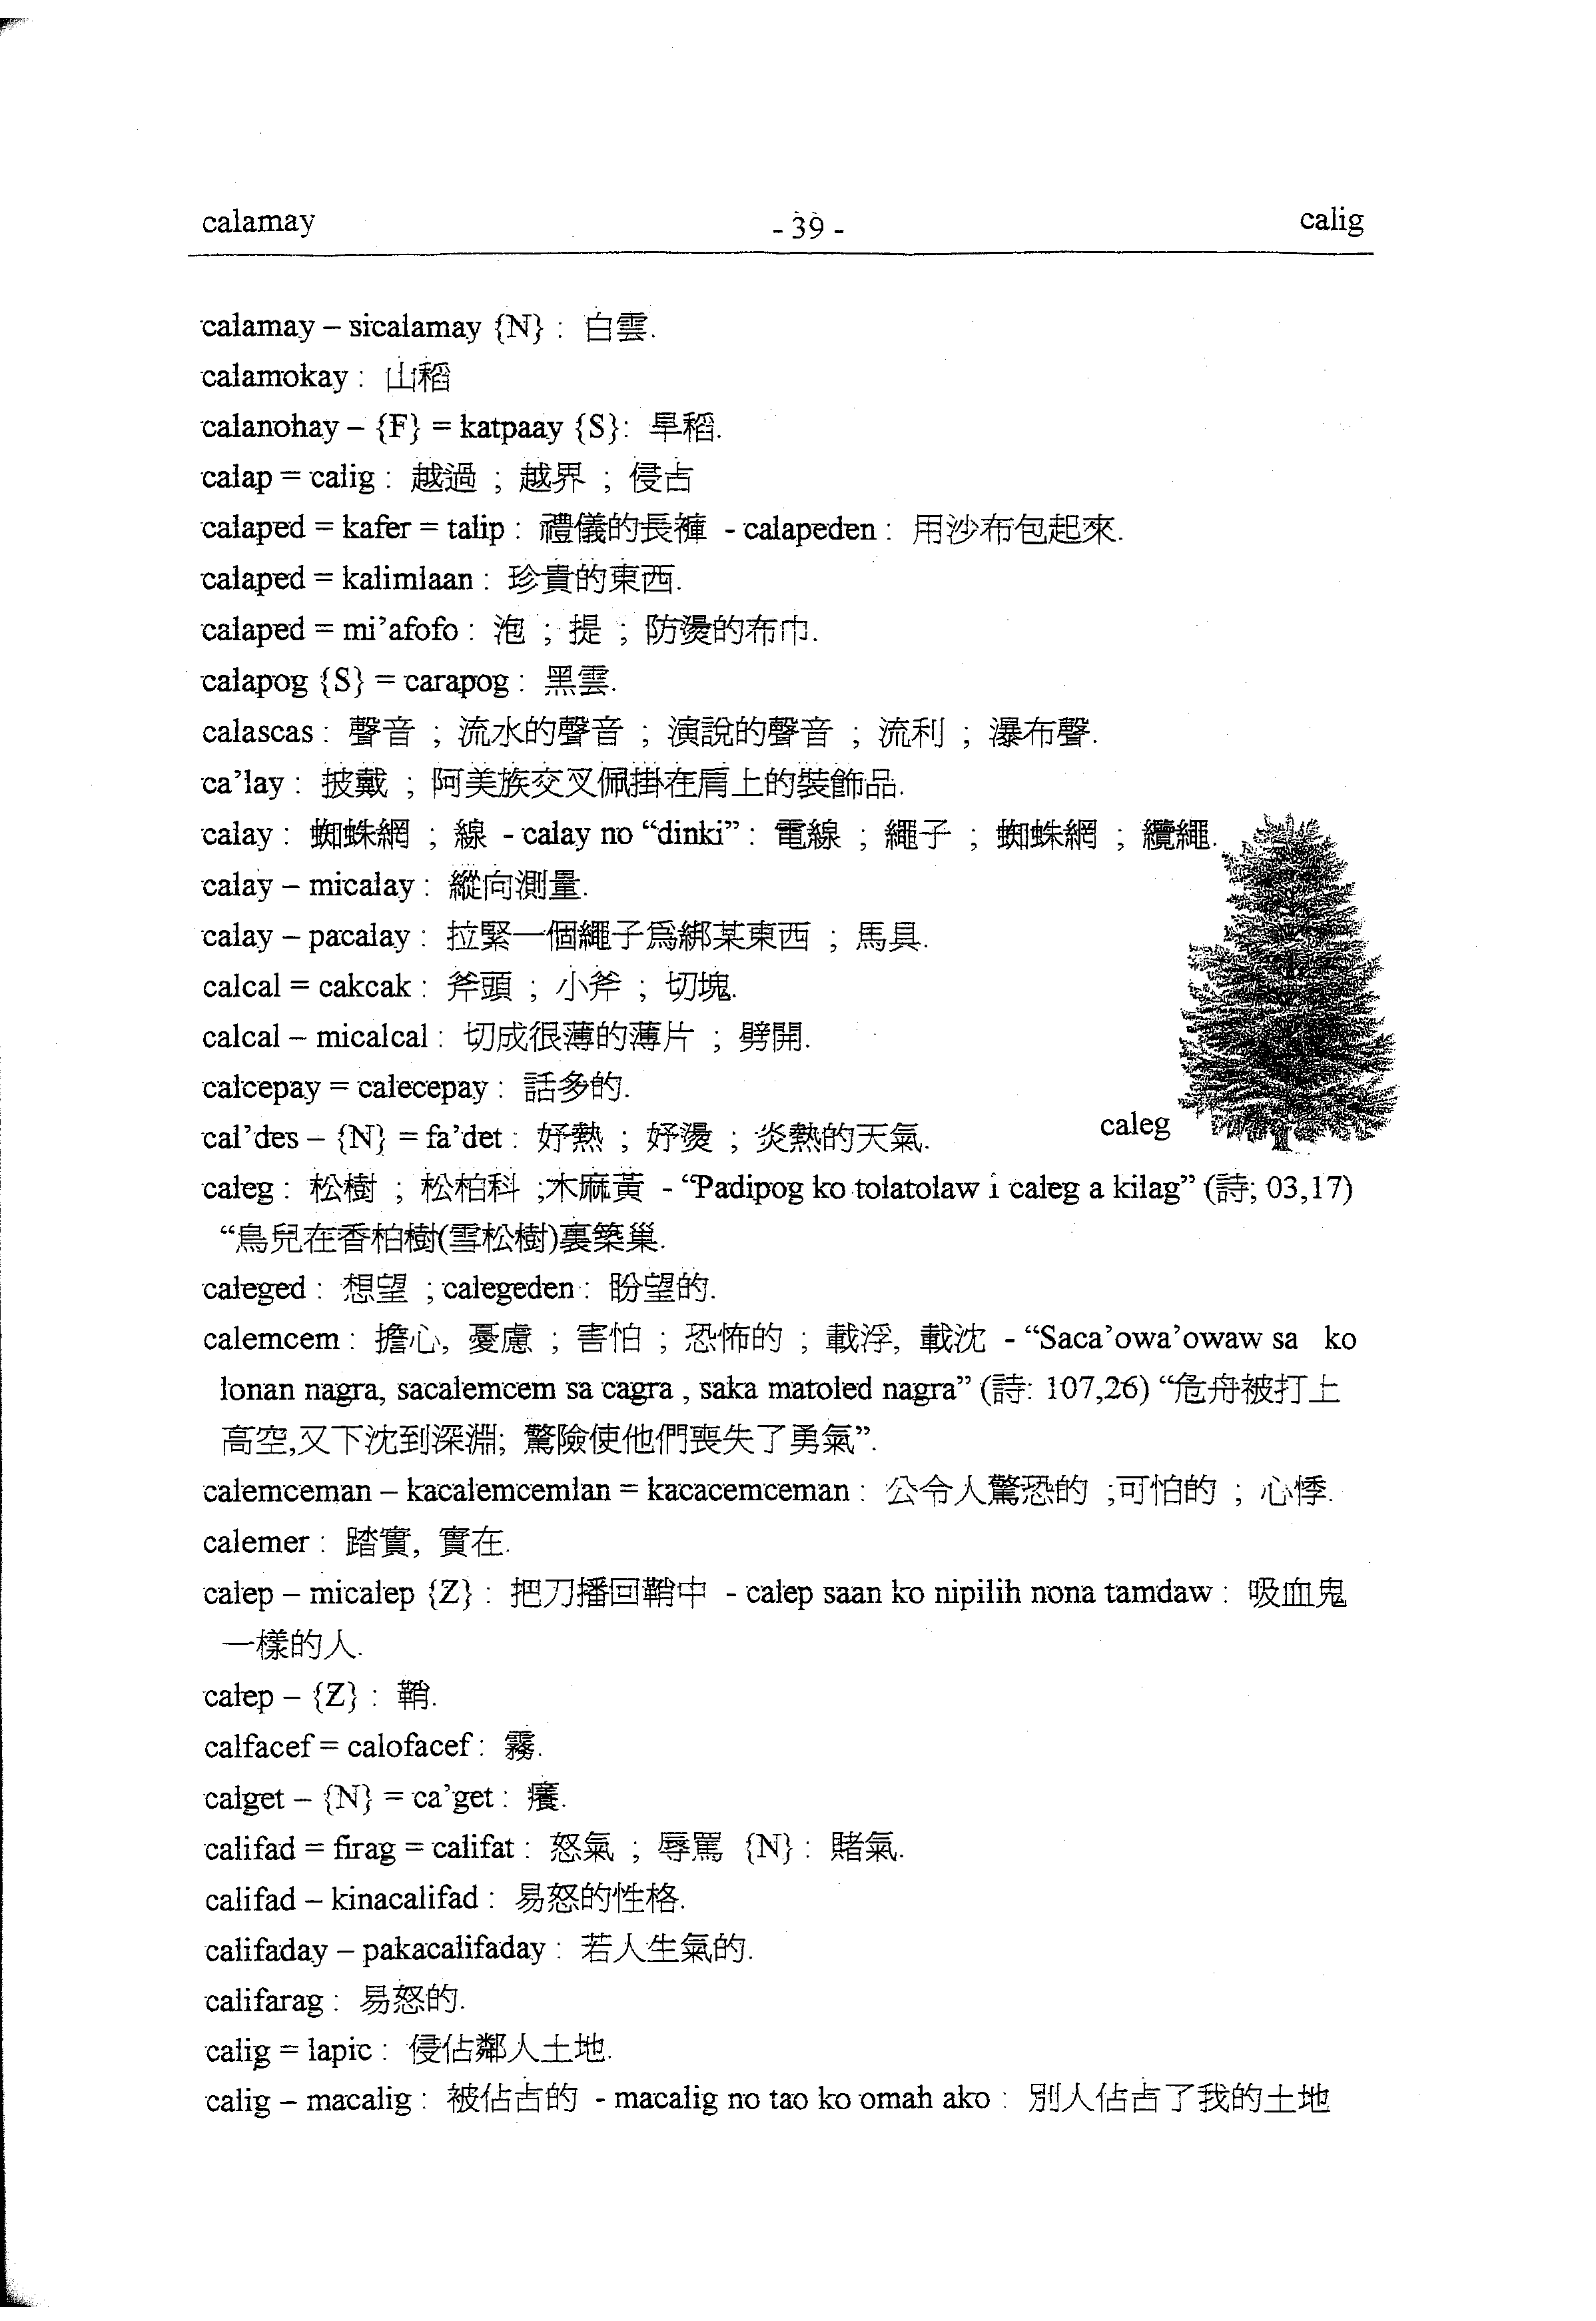 calamay - 39 - calig
calamay – sicalamay {N} : 白雲.
calamokay : 山稻
calanohay – {F} = katpaay {S}: 旱稻.
calap = calig : 越過 ; 越界 ; 侵占
calaped = kafer = talip : 禮儀的長褲 - calapeden : 用沙布包起來.
calaped = kalimlaan : 珍貴的東西.
calaped = mi’afofo : 泡 ; 提 ; 防燙的布巾.
calapog {S} = carapog : 黑雲.
calascas : 聲音 ; 流水的聲音 ; 演說的聲音 ; 流利 ; 瀑布聲.
ca’lay : 披戴 ; 阿美族交叉佩掛在肩上的裝飾品.
calay : 蜘蛛網 ; 線 - calay no “dinki” : 電線 ; 繩子 ; 蜘蛛網 ; 纜繩.
calay – micalay : 縱向測量.
calay – pacalay : 拉緊一個繩子爲綁某東西 ; 馬具.
calcal = cakcak : 斧頭 ; 小斧 ; 切塊.
calcal – micalcal : 切成很薄的薄片 ; 劈開.
calcepay = calecepay : 話多的.
cal’des – {N} = fa’det : 好熱 ; 好燙 ; 炎熱的天氣.
caleg
caleg : 松樹 ; 松柏科 ;木麻黃 - “Padipog ko tolatolaw i caleg a kilag” (詩; 03,17)
“鳥兒在香柏樹(雪松樹)裏築巢.
caleged : 想望 ; calegeden : 盼望的.
calemcem : 擔心, 憂慮 ; 害怕 ; 恐怖的 ; 載浮, 載沈 - “Saca’owa’owaw sa ko
lonan nagra, sacalemcem sa cagra , saka matoled nagra” (詩: 107,26) “危舟被打上
高空,又下沈到深淵; 驚險使他們喪失了勇氣”.
calemceman – kacalemcemlan = kacacemceman : 公令人驚恐的 ;可怕的 ; 心悸.
calemer : 踏實, 實在.
calep – micalep {Z} : 把刀播回鞘中 - calep saan ko nipilih nona tamdaw : 吸血鬼
一樣的人.
calep – {Z} : 鞘.
calfacef = calofacef : 霧.
calget – {N} = ca’get : 癢.
califad = firag = califat : 怒氣 ; 辱罵 {N} : 賭氣.
califad – kinacalifad : 易怒的性格.
califaday – pakacalifaday : 若人生氣的.
califarag : 易怒的.
calig = lapic : 侵佔鄰人土地.
calig – macalig : 被佔占的 - macalig no tao ko omah ako : 別人佔占了我的土地